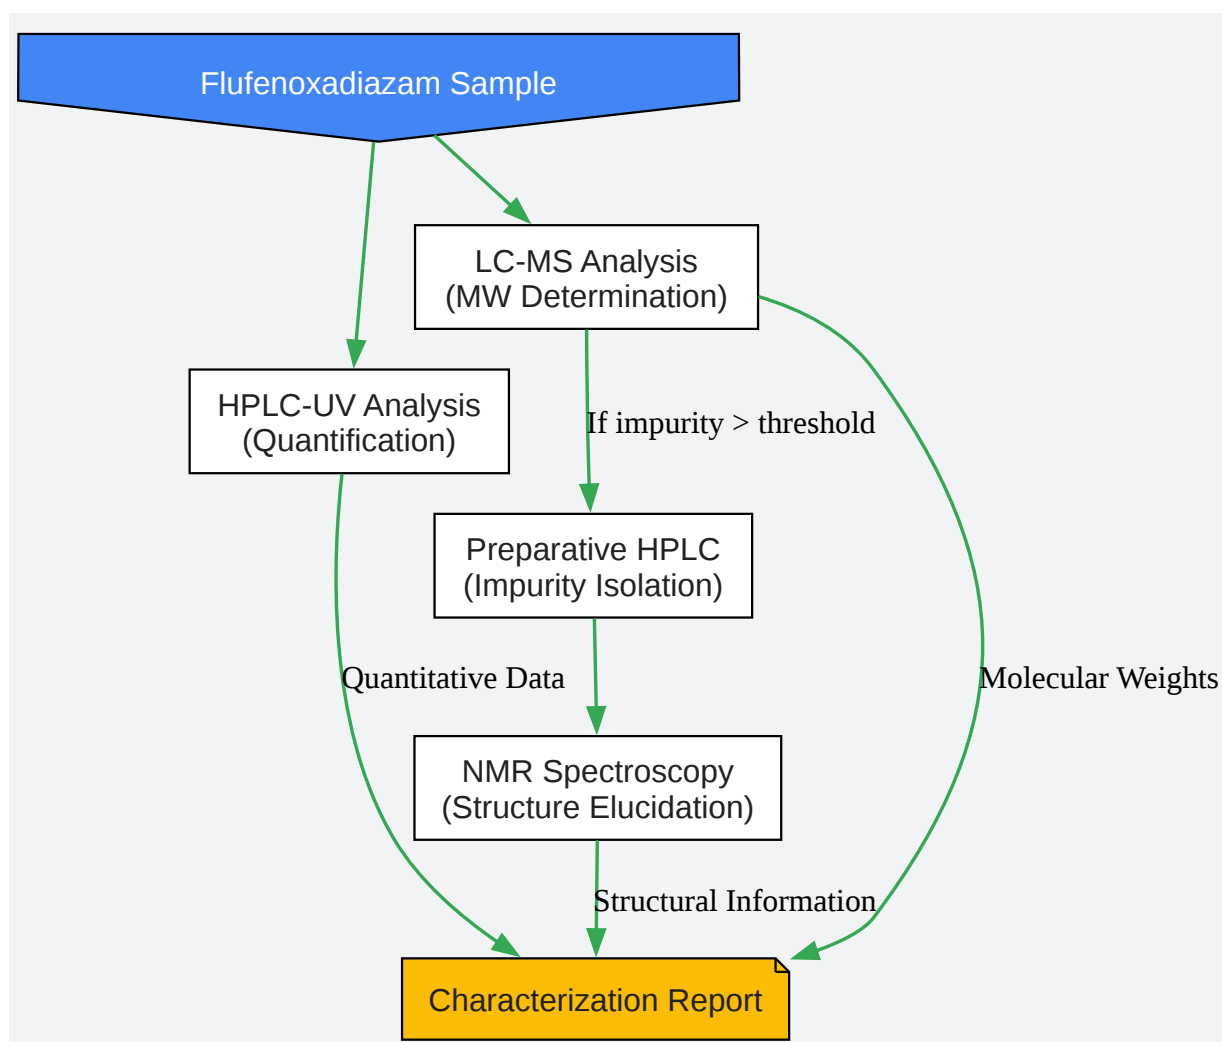 Flufenoxadiazam Sample
LC-MS Analysis
(MW Determination)
HPLC-UV Analysis
(Quantification)
If impurity > threshold
Preparative HPLC
(Impurity Isolation)
Quantitative Data
Molecular Weights
NMR Spectroscopy
(Structure Elucidation)
Structural Information
Characterization Report